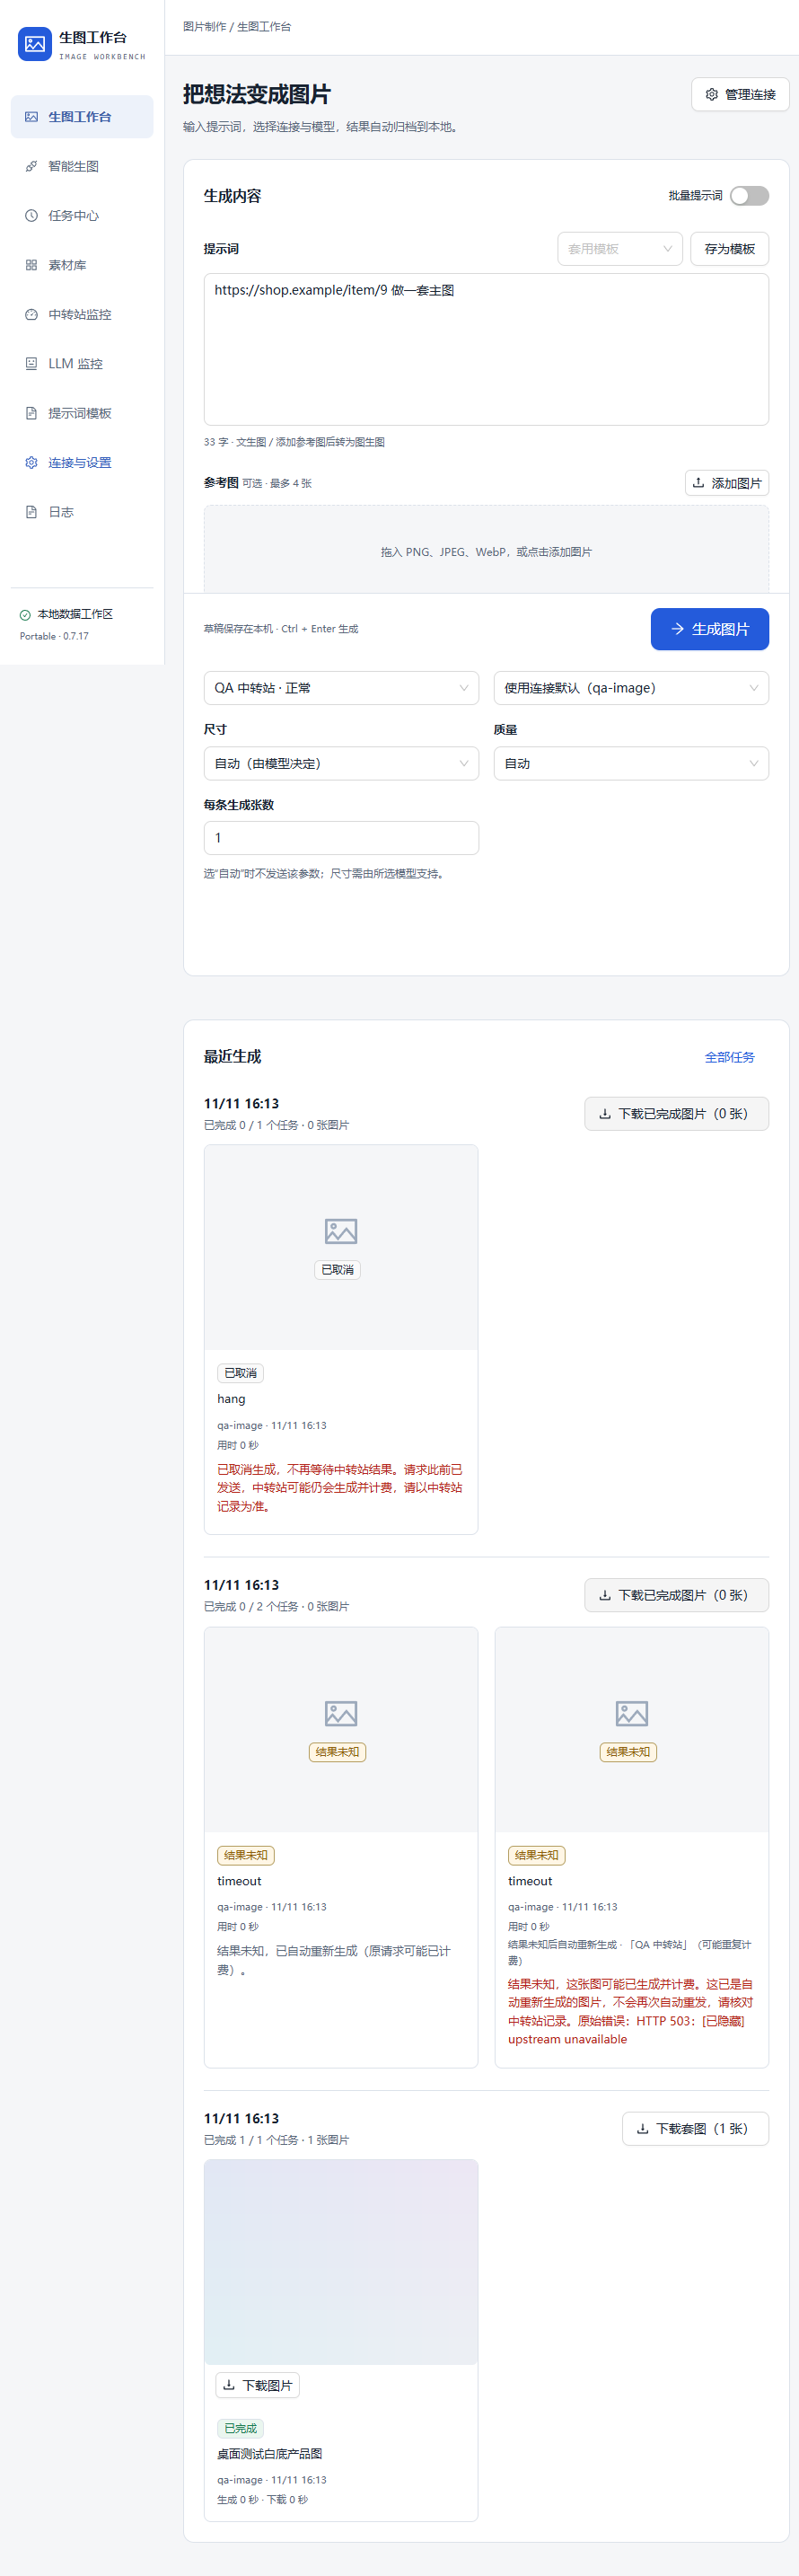 生图工作台
IMAGE WORKBENCH
生图工作台
智能生图
任务中心
素材库
中转站监控
LLM 监控
提示词模板
连接与设置
日志
本地数据工作区
Portable · 0.7.17
图片制作 / 生图工作台
把想法变成图片
管理连接
输入提示词，选择连接与模型，结果自动归档到本地。
生成内容
批量提示词
提示词
套用模板
存为模板
https://shop.example/item/9 做一套主图
33 字 · 文生图 / 添加参考图后转为图生图
参考图 可选 · 最多 4 张
添加图片
拖入 PNG、JPEG、WebP，或点击添加图片
草稿保存在本机 · Ctrl + Enter 生成
生成图片
QA 中转站 · 正常
使用连接默认（qa-image）
尺寸
质量
自动（由模型决定）
自动
每条生成张数
1
选“自动”时不发送该参数；尺寸需由所选模型支持。
最近生成
全部任务
11/11 16:13
已完成 0 / 1 个任务 · 0 张图片
下载已完成图片（0 张）
已取消
已取消
hang
qa-image · 11/11 16:13
用时 0 秒
已取消生成，不再等待中转站结果。请求此前已
发送，中转站可能仍会生成并计费，请以中转站
记录为准。
11/11 16:13
已完成 0 / 2 个任务 · 0 张图片
下载已完成图片（0 张）
结果未知
结果未知
timeout
qa-image · 11/11 16:13
用时 0 秒
结果未知，已自动重新生成（原请求可能已计
费）。
结果未知
结果未知
timeout
qa-image · 11/11 16:13
用时 0 秒
结果未知后自动重新生成 · 「QA 中转站」（可能重复计
费）
结果未知，这张图可能已生成并计费。这已是自
动重新生成的图片，不会再次自动重发，请核对
中转站记录。原始错误：HTTP 503：[已隐藏]
upstream unavailable
11/11 16:13
已完成 1 / 1 个任务 · 1 张图片
下载套图（1 张）
下载图片
已完成
桌面测试白底产品图
qa-image · 11/11 16:13
生成 0 秒 · 下载 0 秒